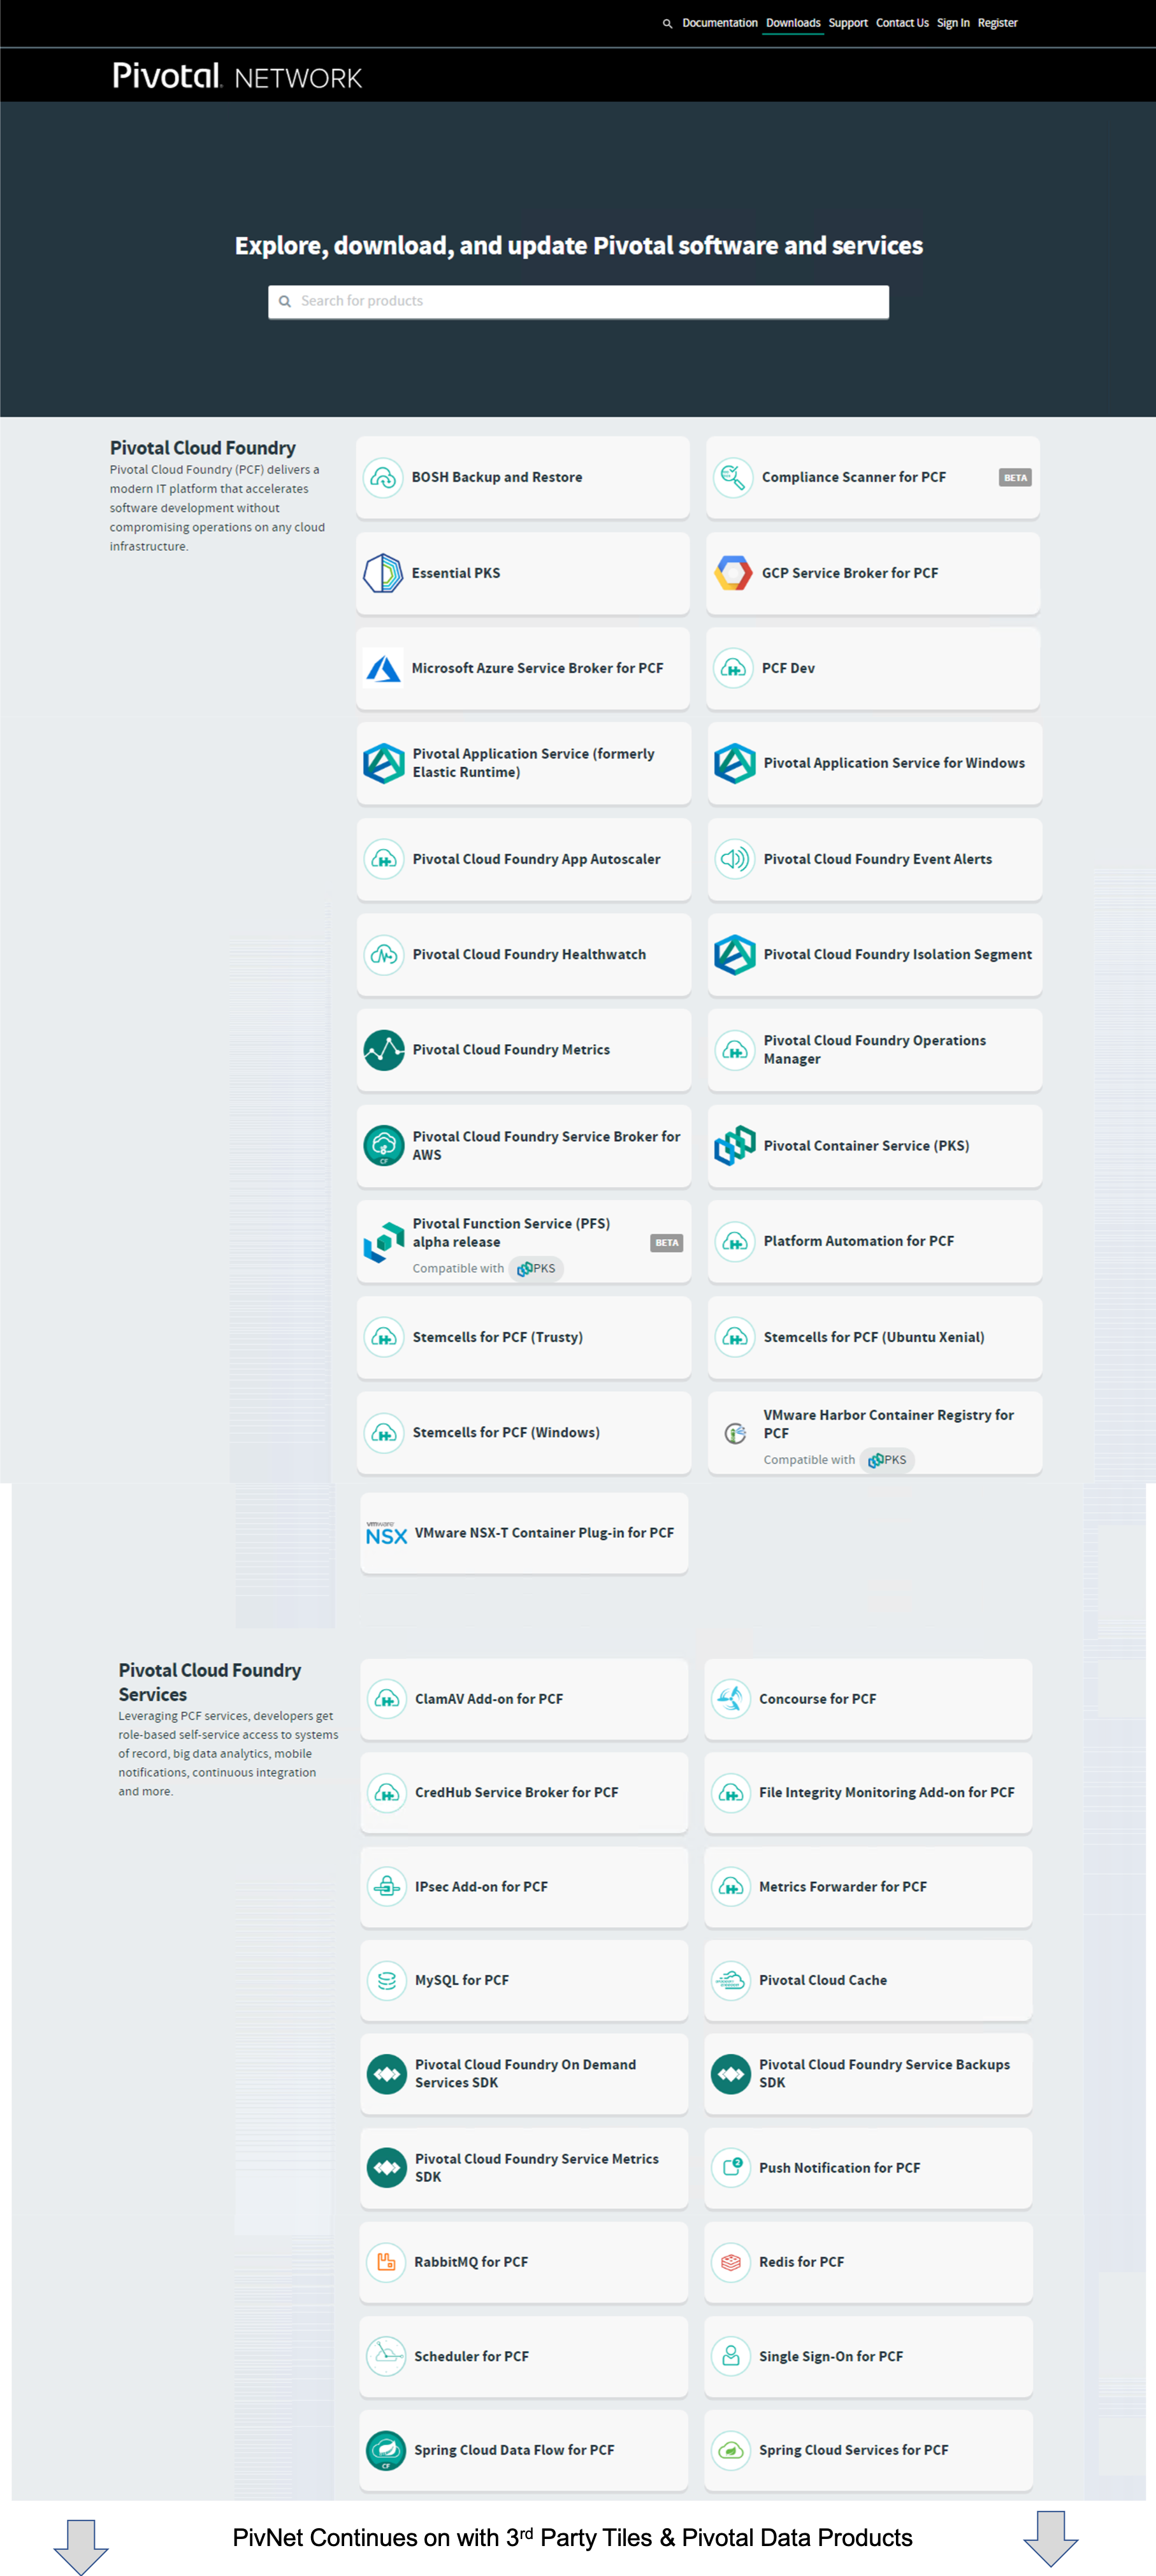 Documentation Downloads Support Contact Us Sign In Register
Pivotal NETWORK
Explore, download, and update Pivotal software and services
Search for products
Pivotal Cloud Foundry
Pivotal Cloud Foundry (PCF) delivers a
modern IT platform that accelerates
software development without
compromising operations on any cloud
infrastructure.
BOSH Backup and Restore
Compliance Scanner for PCF
BETA
Essential PKS
GCP Service Broker for PCF
Microsoft Azure Service Broker for PCF
PCF Dev
Pivotal Application Service (formerly
Elastic Runtime)
Pivotal Application Service for Windows
Pivotal Cloud Foundry App Autoscaler
Pivotal Cloud Foundry Event Alerts
Pivotal Cloud Foundry Healthwatch
Pivotal Cloud Foundry Isolation Segment
Pivotal Cloud Foundry Metrics
Pivotal Cloud Foundry Operations
Manager
CF
Pivotal Cloud Foundry Service Broker for
AWS
Pivotal Container Service (PKS)
Pivotal Function Service (PFS)
alpha release
BETA
Compatible with PKS
Platform Automation for PCF
Stemcells for PCF (Trusty)
Stemcells for PCF (Ubuntu Xenial)
Stemcells for PCF (Windows)
VMware Harbor Container Registry for
PCF
Compatible with PKS
vmware
NSX
VMware NSX-T Container Plug-in for PCF
Pivotal Cloud Foundry
Services
Leveraging PCF services, developers get
role-based self-service access to systems
of record, big data analytics, mobile
notifications, continuous integration
and more.
ClamAV Add-on for PCF
Concourse for PCF
CredHub Service Broker for PCF
File Integrity Monitoring Add-on for PCF
IPsec Add-on for PCF
Metrics Forwarder for PCF
MySQL for PCF
Pivotal Cloud Cache
Pivotal Cloud Foundry On Demand
Services SDK
Pivotal Cloud Foundry Service Backups
SDK
Pivotal Cloud Foundry Service Metrics
SDK
2
Push Notification for PCF
RabbitMQ for PCF
Redis for PCF
Scheduler for PCF
Single Sign-On for PCF
CF
Spring Cloud Data Flow for PCF
Spring Cloud Services for PCF
PivNet Continues on with 3rd Party Tiles & Pivotal Data Products